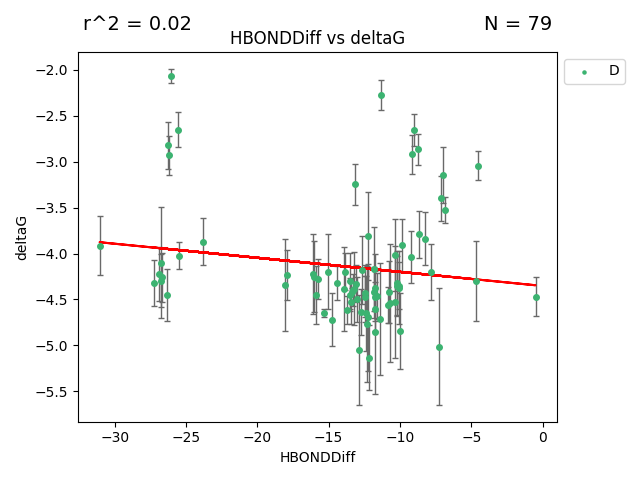 r^2 = 0.02 N = 79
HBONDDiff vs deltaG
D
deltaG
−2.0
−2.5
−3.0
−3.5
−4.0
−4.5
−5.0
−5.5
−30 −25 −20 −15 −10 −5 0
HBONDDiff